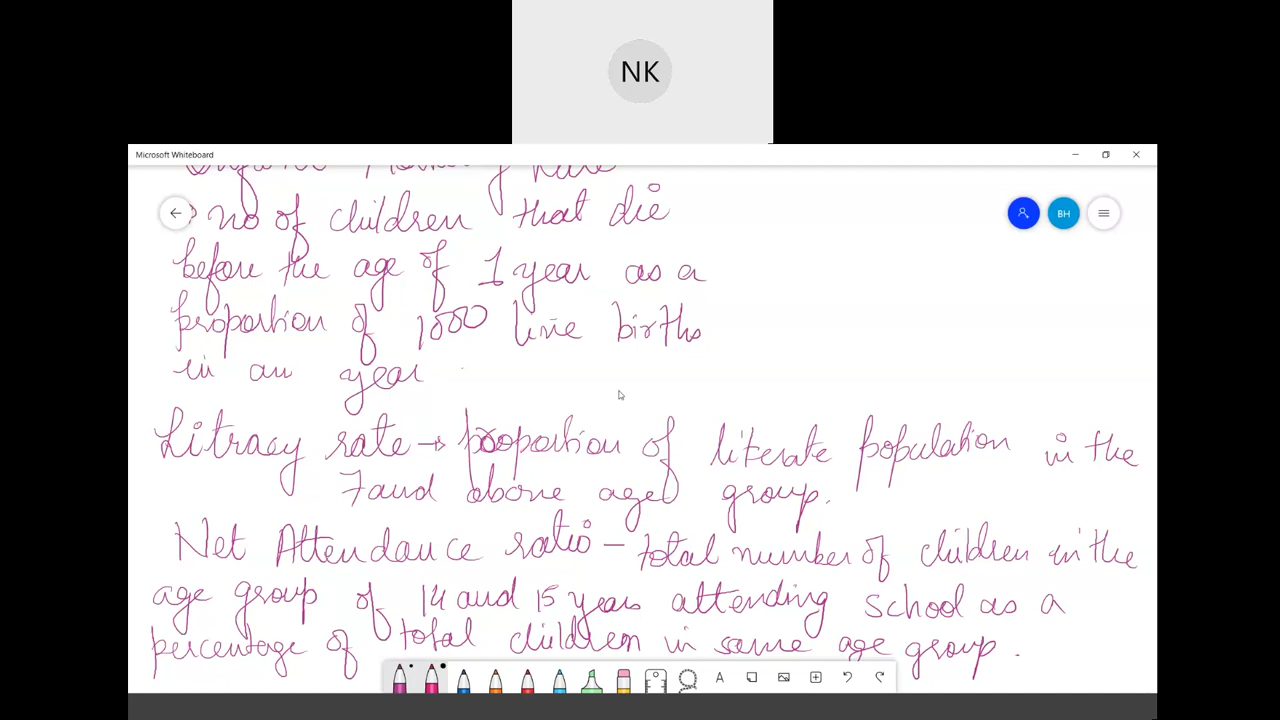 NK
Microsoft Whiteboard
no of children that die
BH
before the age of 1 year as a
proportion of 1000 live births
in an year
Litracy rate → proportion of literate population in the
7 and above aged group.
Net Attendance ratio - total number of children in the
age group of 14 and 15 years attending school as a
percentage of total children in same age group.
A